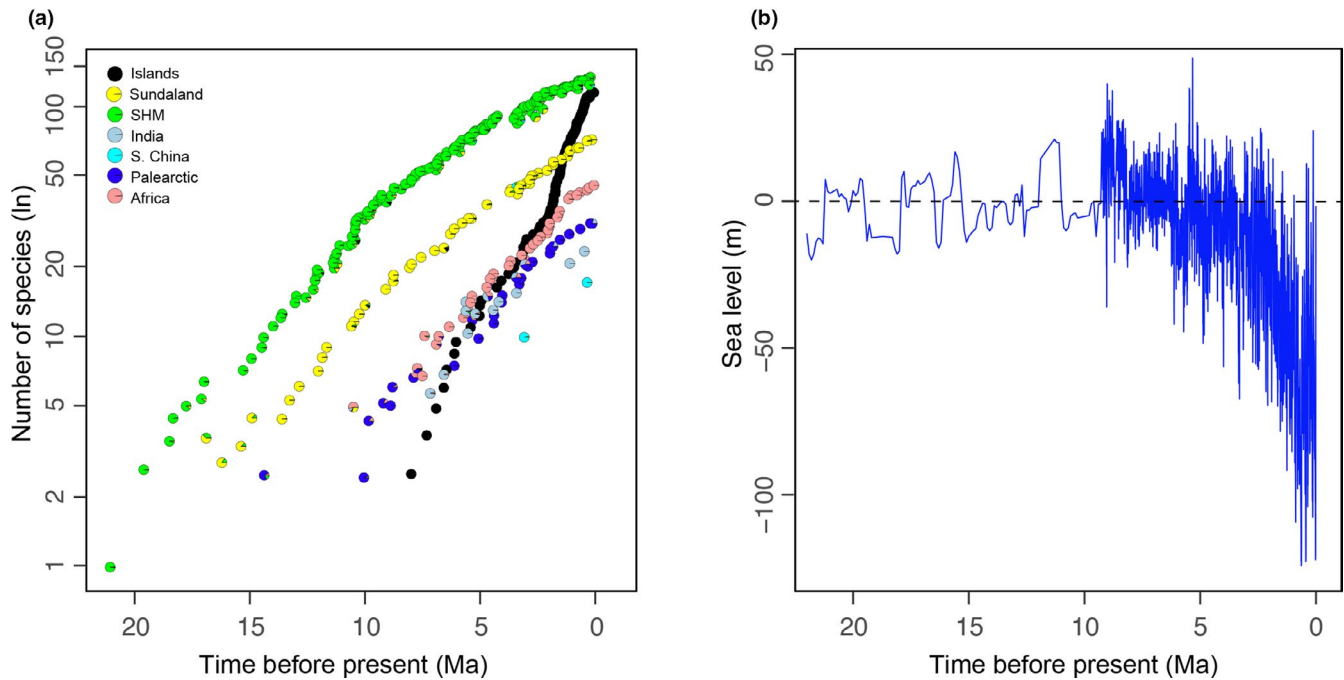 (a)
150
100
50
20
10
5
2
1
Number of species (ln)
Islands
Sundaland
SHM
India
S. China
Palearctic
Africa
20 15 10 5 0
Time before present (Ma)
(b)
50
0
−50
−100
Sea level (m)
20 15 10 5 0
Time before present (Ma)